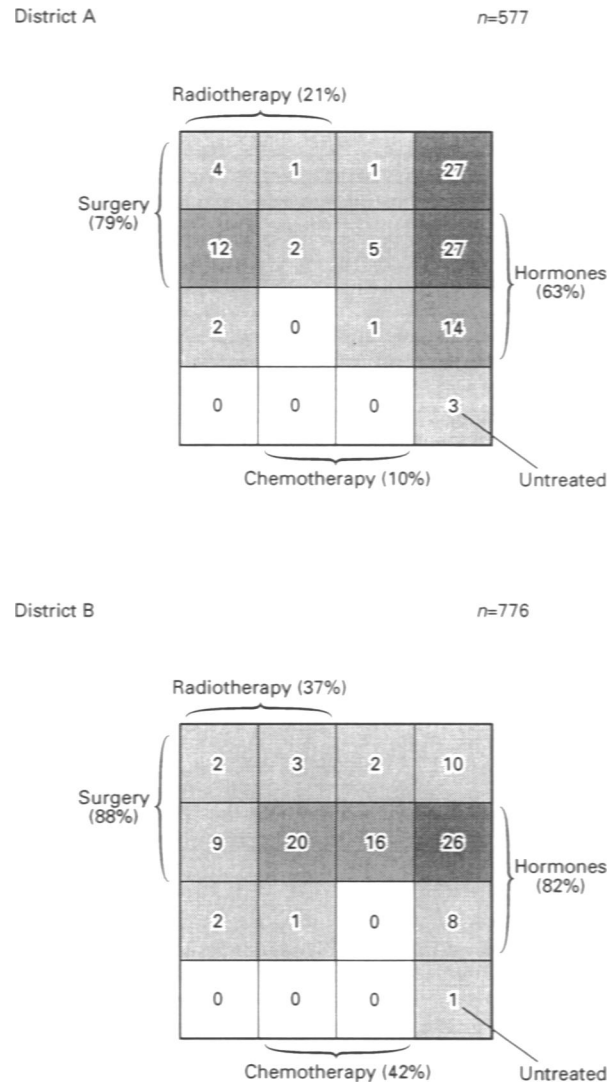 District A n=577
Radiotherapy (21%)
4 1 1 27
Surgery
(79%)
12 2 5 27
Hormones
(63%)
2 0 1 14
0 0 0 3
Chemotherapy (10%)
Untreated
District B n=776
Radiotherapy (37%)
2 3 2 10
Surgery
(88%)
9 20 16 26
Hormones
(82%)
2 1 0 8
0 0 0 1
Chemotherapy (42%)
Untreated